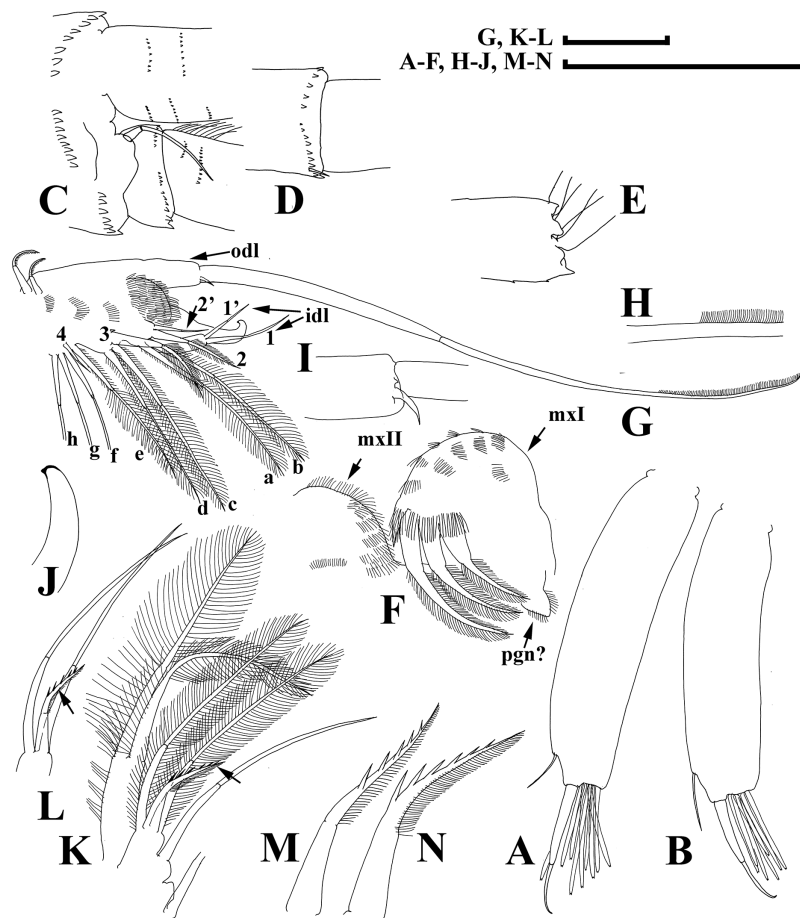 G, K-L
A-F, H-J, M-N
C
D
E
odl
H
2’ 1’ idl
4 3 1
2
I
G
mxI
mxII
h g f e d c a b
J
F
pgn?
L
K
M
N
A
B